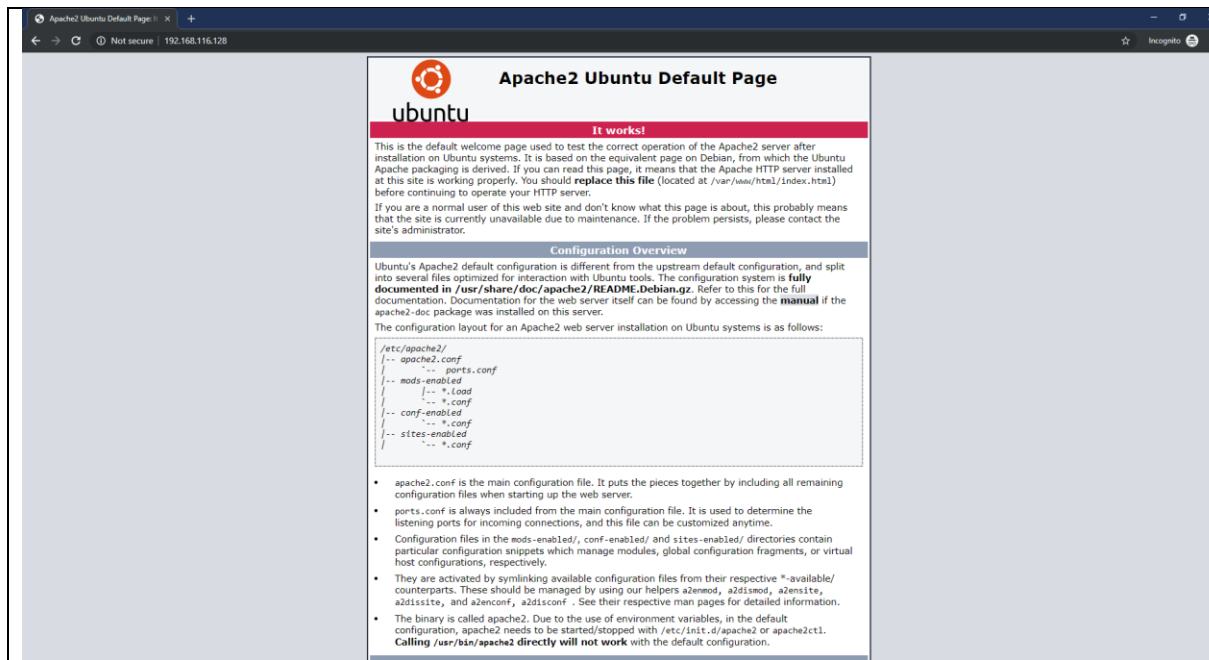 Apache2 Ubuntu Default Page: It
Not secure | 192.168.116.128
Incognito
ubuntu
Apache2 Ubuntu Default Page
It works!
This is the default welcome page used to test the correct operation of the Apache2 server after
installation on Ubuntu systems. It is based on the equivalent page on Debian, from which the Ubuntu
Apache packaging is derived. If you can read this page, it means that the Apache HTTP server installed
at this site is working properly. You should replace this file (located at /var/www/html/index.html)
before continuing to operate your HTTP server.
If you are a normal user of this web site and don't know what this page is about, this probably means
that the site is currently unavailable due to maintenance. If the problem persists, please contact the
site's administrator.
Configuration Overview
Ubuntu's Apache2 default configuration is different from the upstream default configuration, and split
into several files optimized for interaction with Ubuntu tools. The configuration system is fully
documented in /usr/share/doc/apache2/README.Debian.gz. Refer to this for the full
documentation. Documentation for the web server itself can be found by accessing the manual if the
apache2-doc package was installed on this server.
The configuration layout for an Apache2 web server installation on Ubuntu systems is as follows:
/etc/apache2/
|-- apache2.conf
|       `--  ports.conf
|-- mods-enabled
|       |-- *.load
|       `-- *.conf
|-- conf-enabled
|       `-- *.conf
|-- sites-enabled
|       `-- *.conf
• apache2.conf is the main configuration file. It puts the pieces together by including all remaining
configuration files when starting up the web server.
• ports.conf is always included from the main configuration file. It is used to determine the
listening ports for incoming connections, and this file can be customized anytime.
• Configuration files in the mods-enabled/, conf-enabled/ and sites-enabled/ directories contain
particular configuration snippets which manage modules, global configuration fragments, or virtual
host configurations, respectively.
• They are activated by symlinking available configuration files from their respective *-available/
counterparts. These should be managed by using our helpers a2enmod, a2dismod, a2ensite,
a2dissite, and a2enconf, a2disconf . See their respective man pages for detailed information.
• The binary is called apache2. Due to the use of environment variables, in the default
configuration, apache2 needs to be started/stopped with /etc/init.d/apache2 or apache2ctl.
Calling /usr/bin/apache2 directly will not work with the default configuration.